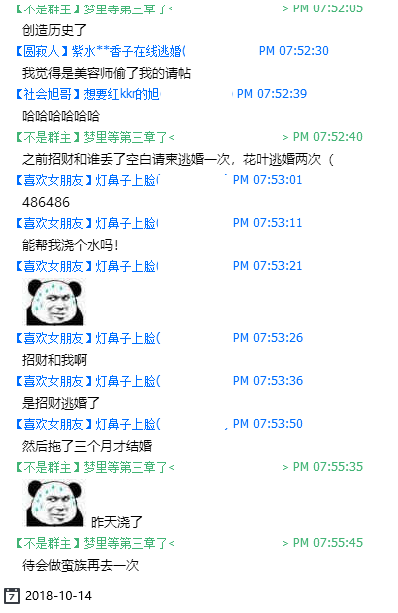 【不是群主】梦里等第三章了< > PM 07:52:05
创造历史了
【圆寂人】紫水**香子在线逃婚( PM 07:52:30
我觉得是美容师偷了我的请帖
【社会旭哥】想要红kkr的旭 PM 07:52:39
哈哈哈哈哈哈
【不是群主】梦里等第三章了< > PM 07:52:40
之前招财和谁丢了空白请柬逃婚一次，花叶逃婚两次（
【喜欢女朋友】灯鼻子上脸( PM 07:53:01
486486
【喜欢女朋友】灯鼻子上脸( PM 07:53:11
能帮我浇个水吗！
【喜欢女朋友】灯鼻子上脸( PM 07:53:21
【喜欢女朋友】灯鼻子上脸( PM 07:53:26
招财和我啊
【喜欢女朋友】灯鼻子上脸( PM 07:53:36
是招财逃婚了
【喜欢女朋友】灯鼻子上脸( PM 07:53:50
然后拖了三个月才结婚
【不是群主】梦里等第三章了< > PM 07:55:35
昨天浇了
【不是群主】梦里等第三章了< > PM 07:55:45
待会做蛮族再去一次
7 2018-10-14